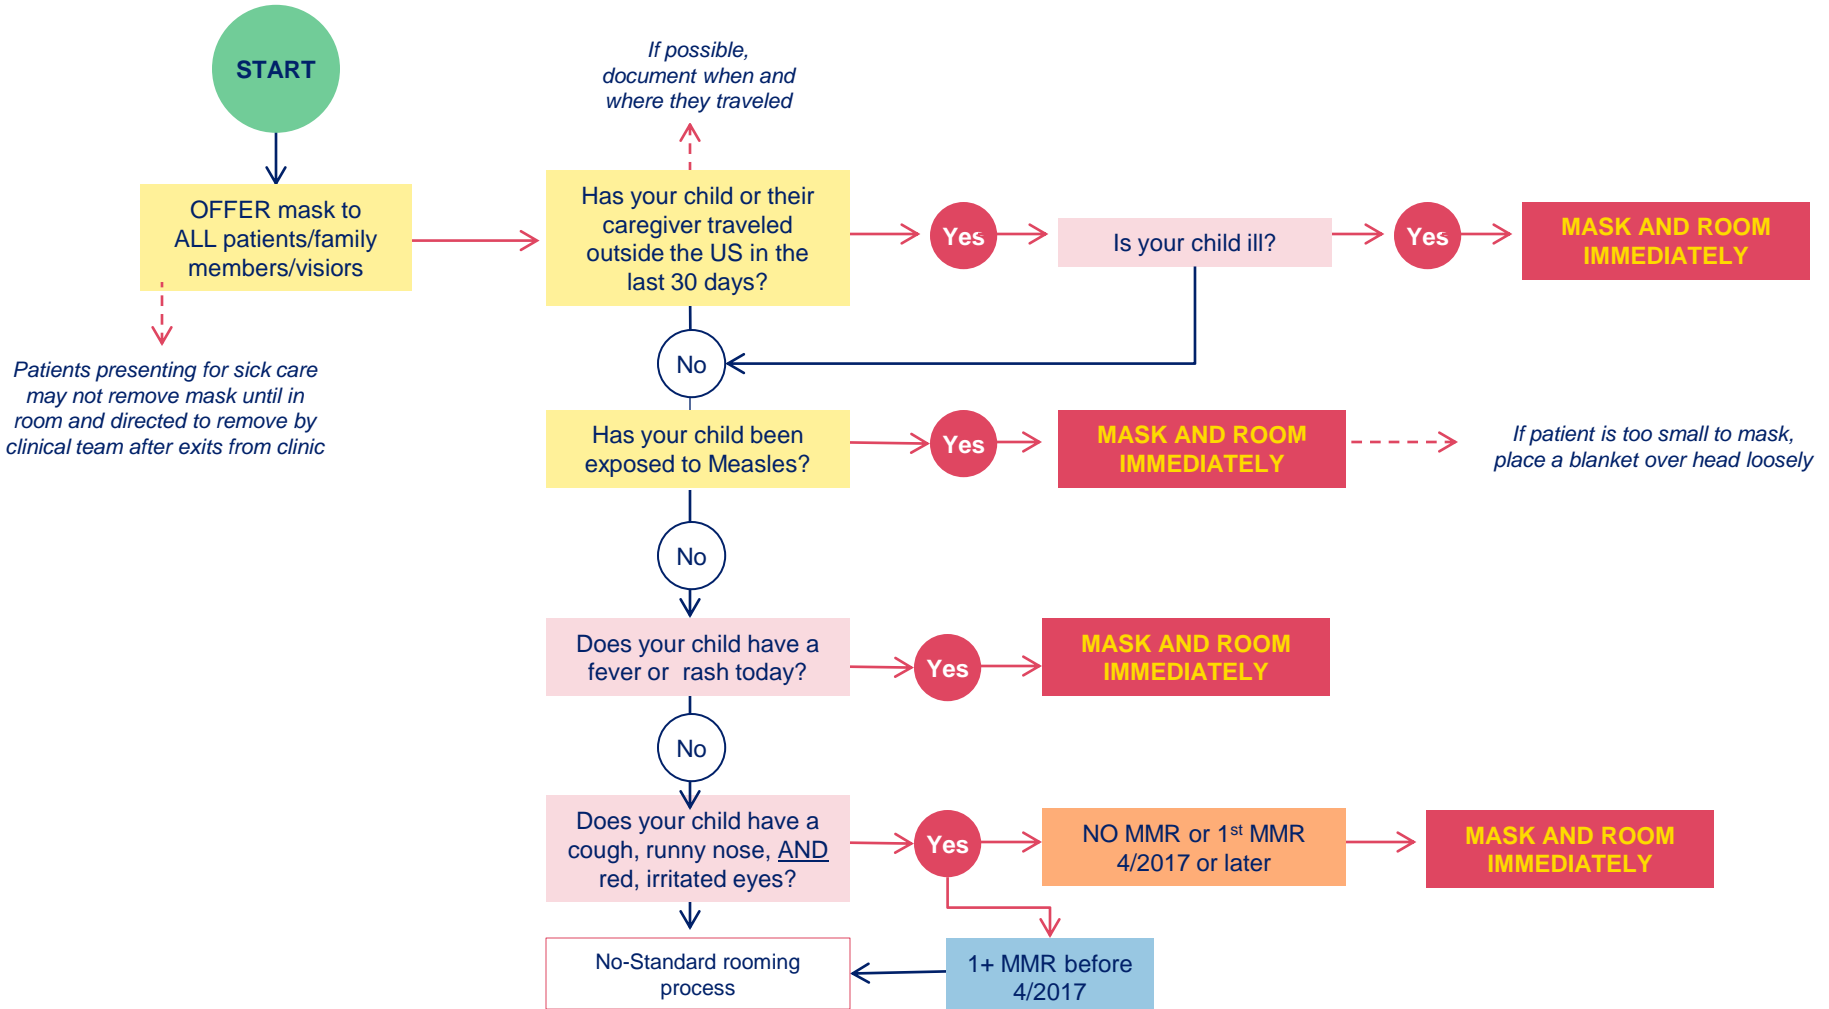 START
If possible,
document when and
where they traveled
OFFER mask to
ALL patients/family
members/visiors
Patients presenting for sick care
may not remove mask until in
room and directed to remove by
clinical team after exits from clinic
Has your child or their
caregiver traveled
outside the US in the
last 30 days?
Yes
Is your child ill?
Yes
MASK AND ROOM
IMMEDIATELY
No
Has your child been
exposed to Measles?
Yes
MASK AND ROOM
IMMEDIATELY
If patient is too small to mask,
place a blanket over head loosely
No
Does your child have a
fever or rash today?
Yes
MASK AND ROOM
IMMEDIATELY
No
Does your child have a
cough, runny nose, AND
red, irritated eyes?
Yes
NO MMR or 1st MMR
4/2017 or later
MASK AND ROOM
IMMEDIATELY
No-Standard rooming
process
1+ MMR before
4/2017